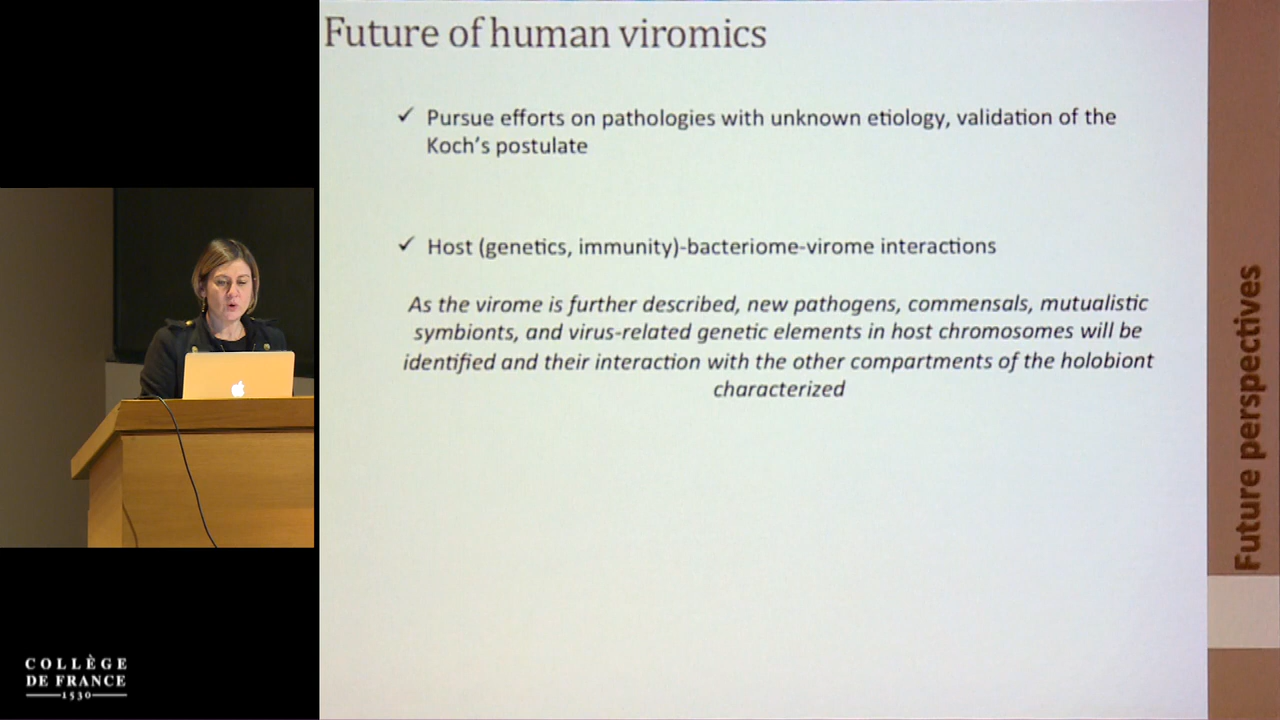 Future of human viromics
✓ Pursue efforts on pathologies with unknown etiology, validation of the
Koch's postulate
✓ Host (genetics, immunity)-bacteriome-virome interactions
As the virome is further described, new pathogens, commensals, mutualistic
symbionts, and virus-related genetic elements in host chromosomes will be
identified and their interaction with the other compartments of the holobiont
characterized
Future perspectives
COLLÈGE
DE FRANCE
1530